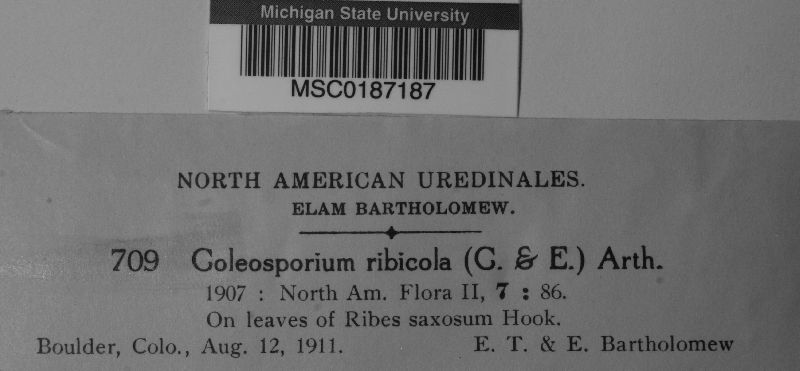 Michigan State University
MSC0187187
NORTH AMERICAN UREDINALES.
ELAM BARTHOLOMEW.
709 Coleosporium ribicola (C. & E.) Arth.
1907 : North Am. Flora II, 7 : 86.
On leaves of Ribes saxosum Hook.
Boulder, Colo., Aug. 12, 1911. E. T. & E. Bartholomew